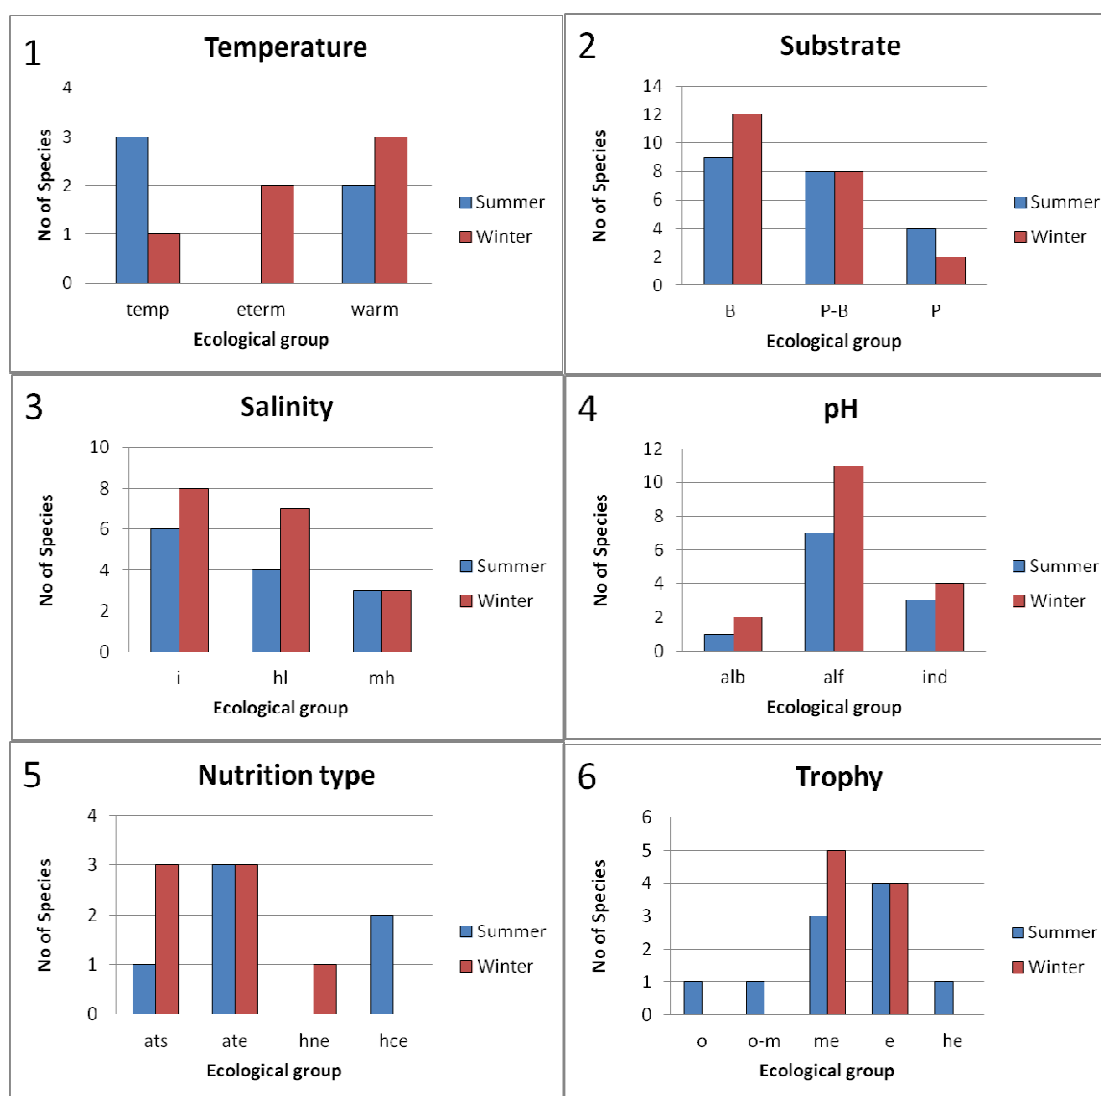 1
Temperature
No of Species
4
3
2
1
0
temp eterm warm
Ecological group
Summer
Winter
2
Substrate
No of Species
14
12
10
8
6
4
2
0
B P-B P
Ecological group
Summer
Winter
3
Salinity
No of Species
10
8
6
4
2
0
i hl mh
Ecological group
Summer
Winter
4
pH
No of Species
12
10
8
6
4
2
0
alb alf ind
Ecological group
Summer
Winter
5
Nutrition type
No of Species
4
3
2
1
0
ats ate hne hce
Ecological group
Summer
Winter
6
Trophy
No of Species
6
5
4
3
2
1
0
o o-m me e he
Ecological group
Summer
Winter